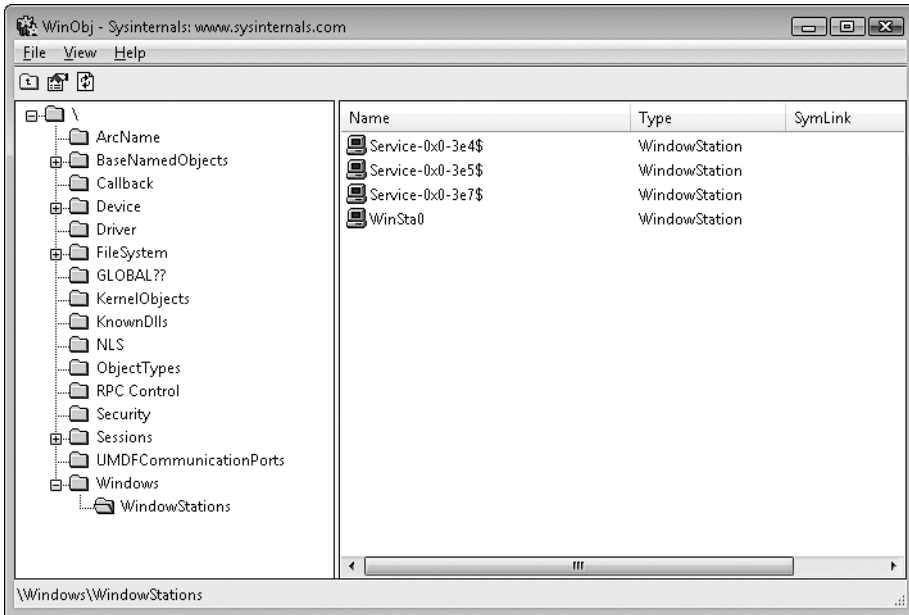 WinObj - Sysinternals: www.sysinternals.com
File View Help
\
ArcName
BaseNamedObjects
Callback
Device
Driver
FileSystem
GLOBAL??
KernelObjects
KnownDlls
NLS
ObjectTypes
RPC Control
Security
Sessions
UMDFCommunicationPorts
Windows
WindowStations
Name Type SymLink
Service-0x0-3e4$ WindowStation
Service-0x0-3e5$ WindowStation
Service-0x0-3e7$ WindowStation
WinSta0 WindowStation
\Windows\WindowStations